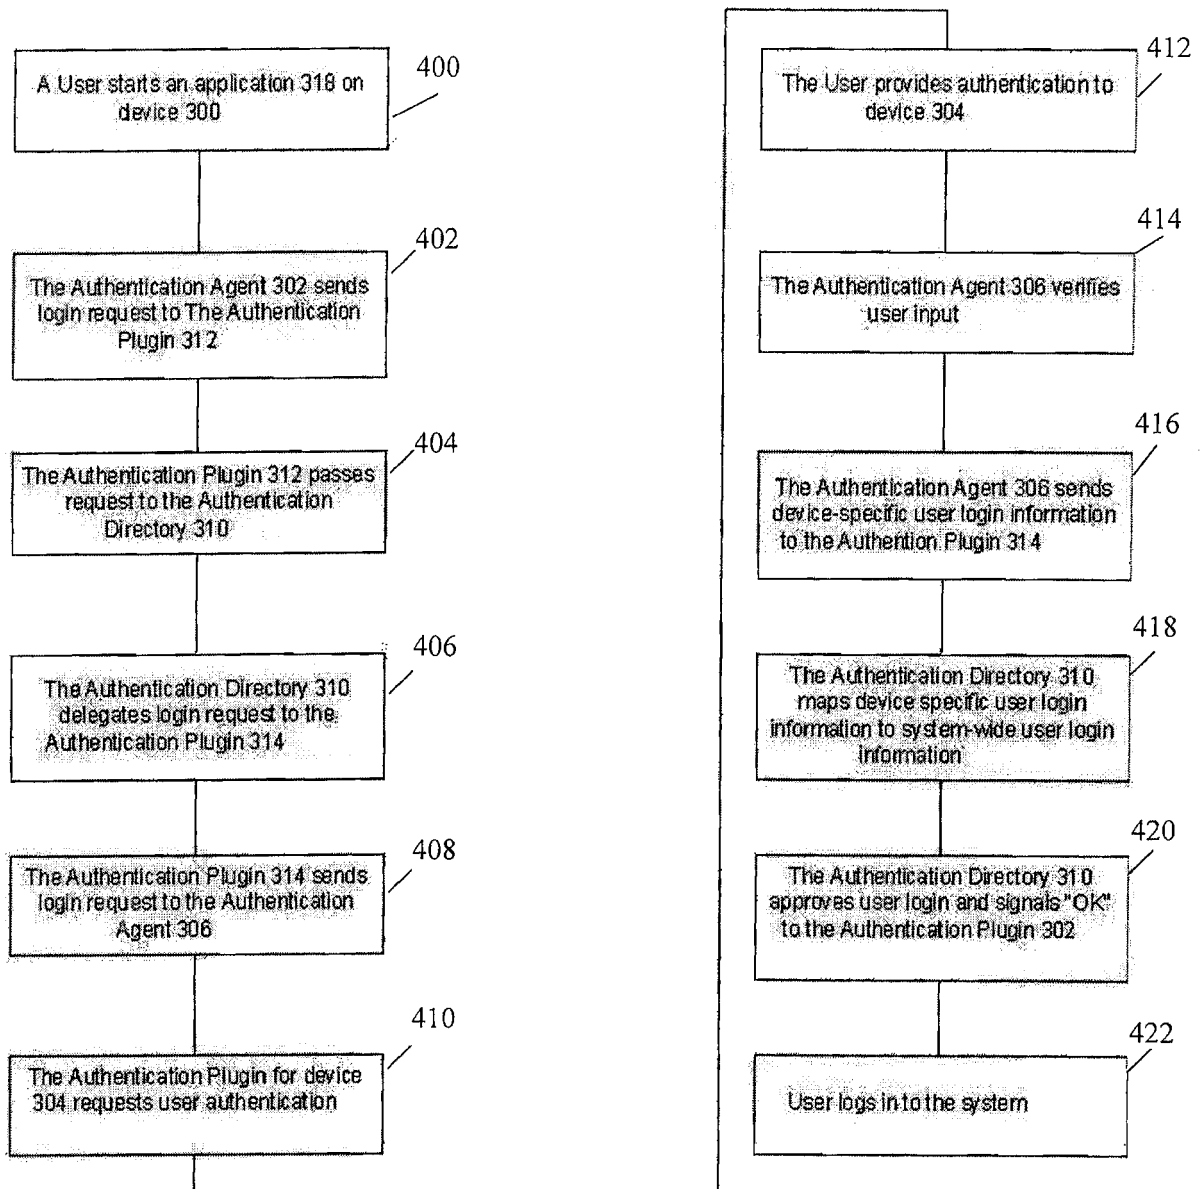 A User starts an application 318 on
device 300
400
The Authentication Agent 302 sends
login request to The Authentication
Plugin 312
402
The Authentication Plugin 312 passes
request to the Authentication
Directory 310
404
The Authentication Directory 310
delegates login request to the
Authentication Plugin 314
406
The Authentication Plugin 314 sends
login request to the Authentication
Agent 306
408
The Authentication Plugin for device
304 requests user authentication
410
The User provides authentication to
device 304
412
The Authentication Agent 306 verifies
user input
414
The Authentication Agent 306 sends
device-specific user login information
to the Authention Plugin 314
416
The Authentication Directory 310
maps device specific user login
information to system-wide user login
information
418
The Authentication Directory 310
approves user login and signals "OK"
to the Authentication Plugin 302
420
User logs in to the system
422